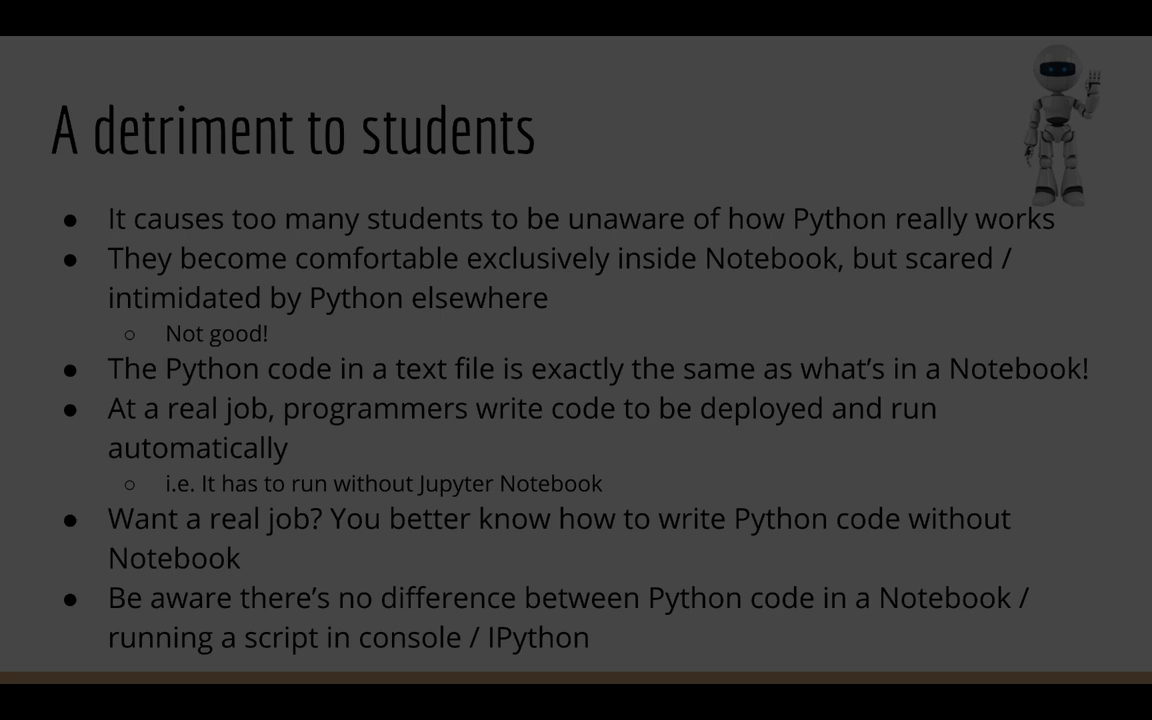 A detriment to students
● It causes too many students to be unaware of how Python really works
● They become comfortable exclusively inside Notebook, but scared /
intimidated by Python elsewhere
○ Not good!
● The Python code in a text file is exactly the same as what’s in a Notebook!
● At a real job, programmers write code to be deployed and run
automatically
○ i.e. It has to run without Jupyter Notebook
● Want a real job? You better know how to write Python code without
Notebook
● Be aware there’s no difference between Python code in a Notebook /
running a script in console / IPython